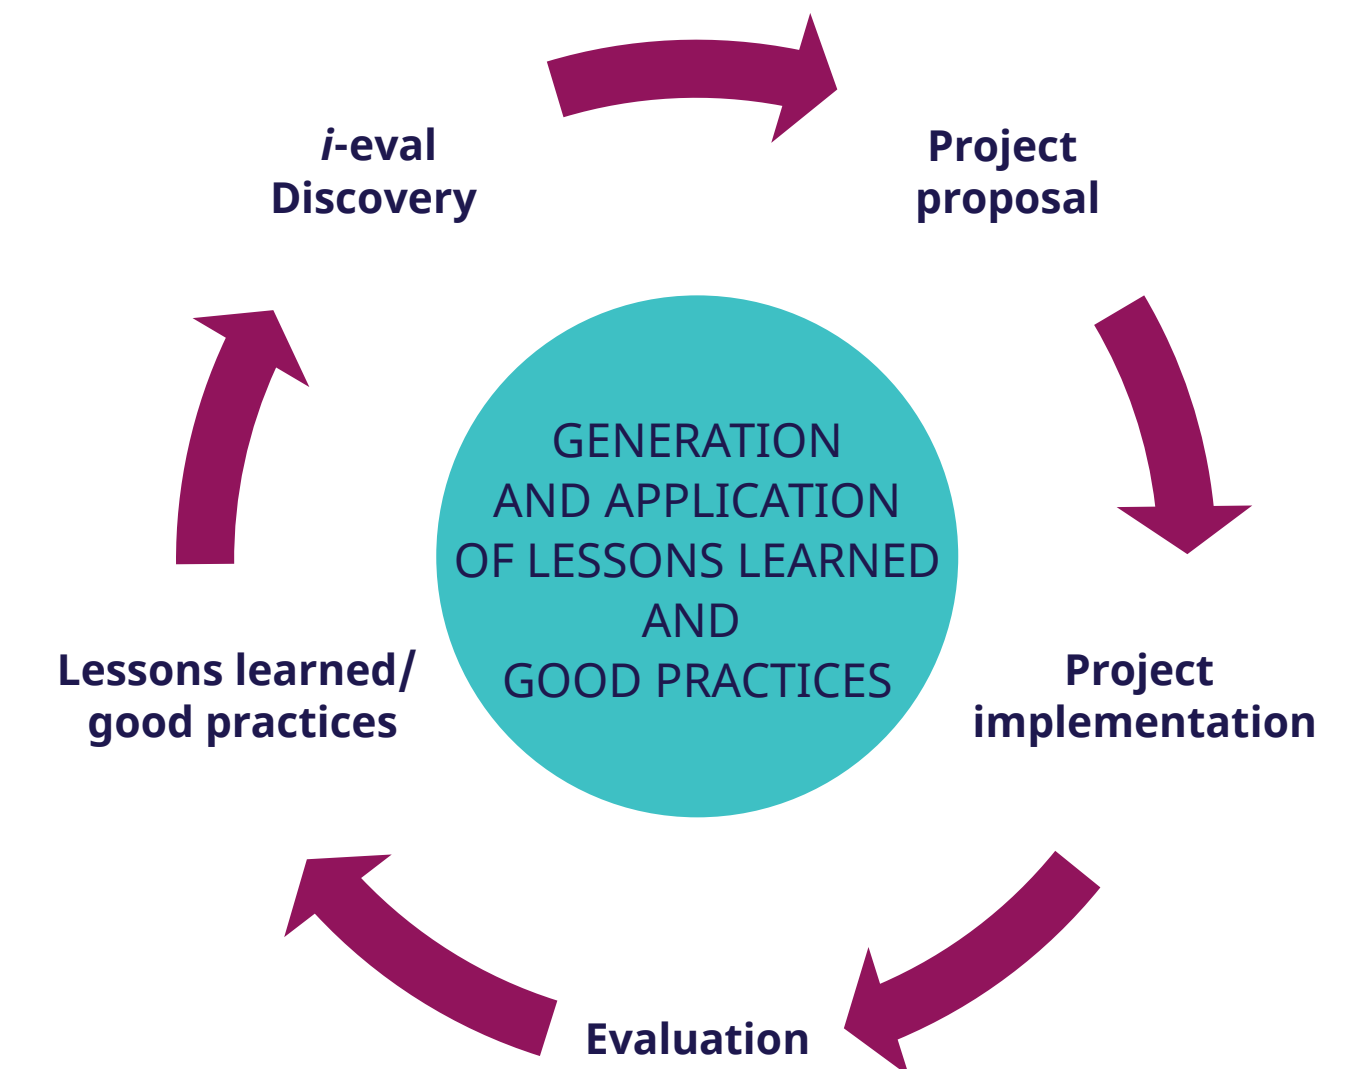 i-eval
Discovery
Project
proposal
GENERATION
AND APPLICATION
OF LESSONS LEARNED
AND
GOOD PRACTICES
Lessons learned/
good practices
Project
implementation
Evaluation